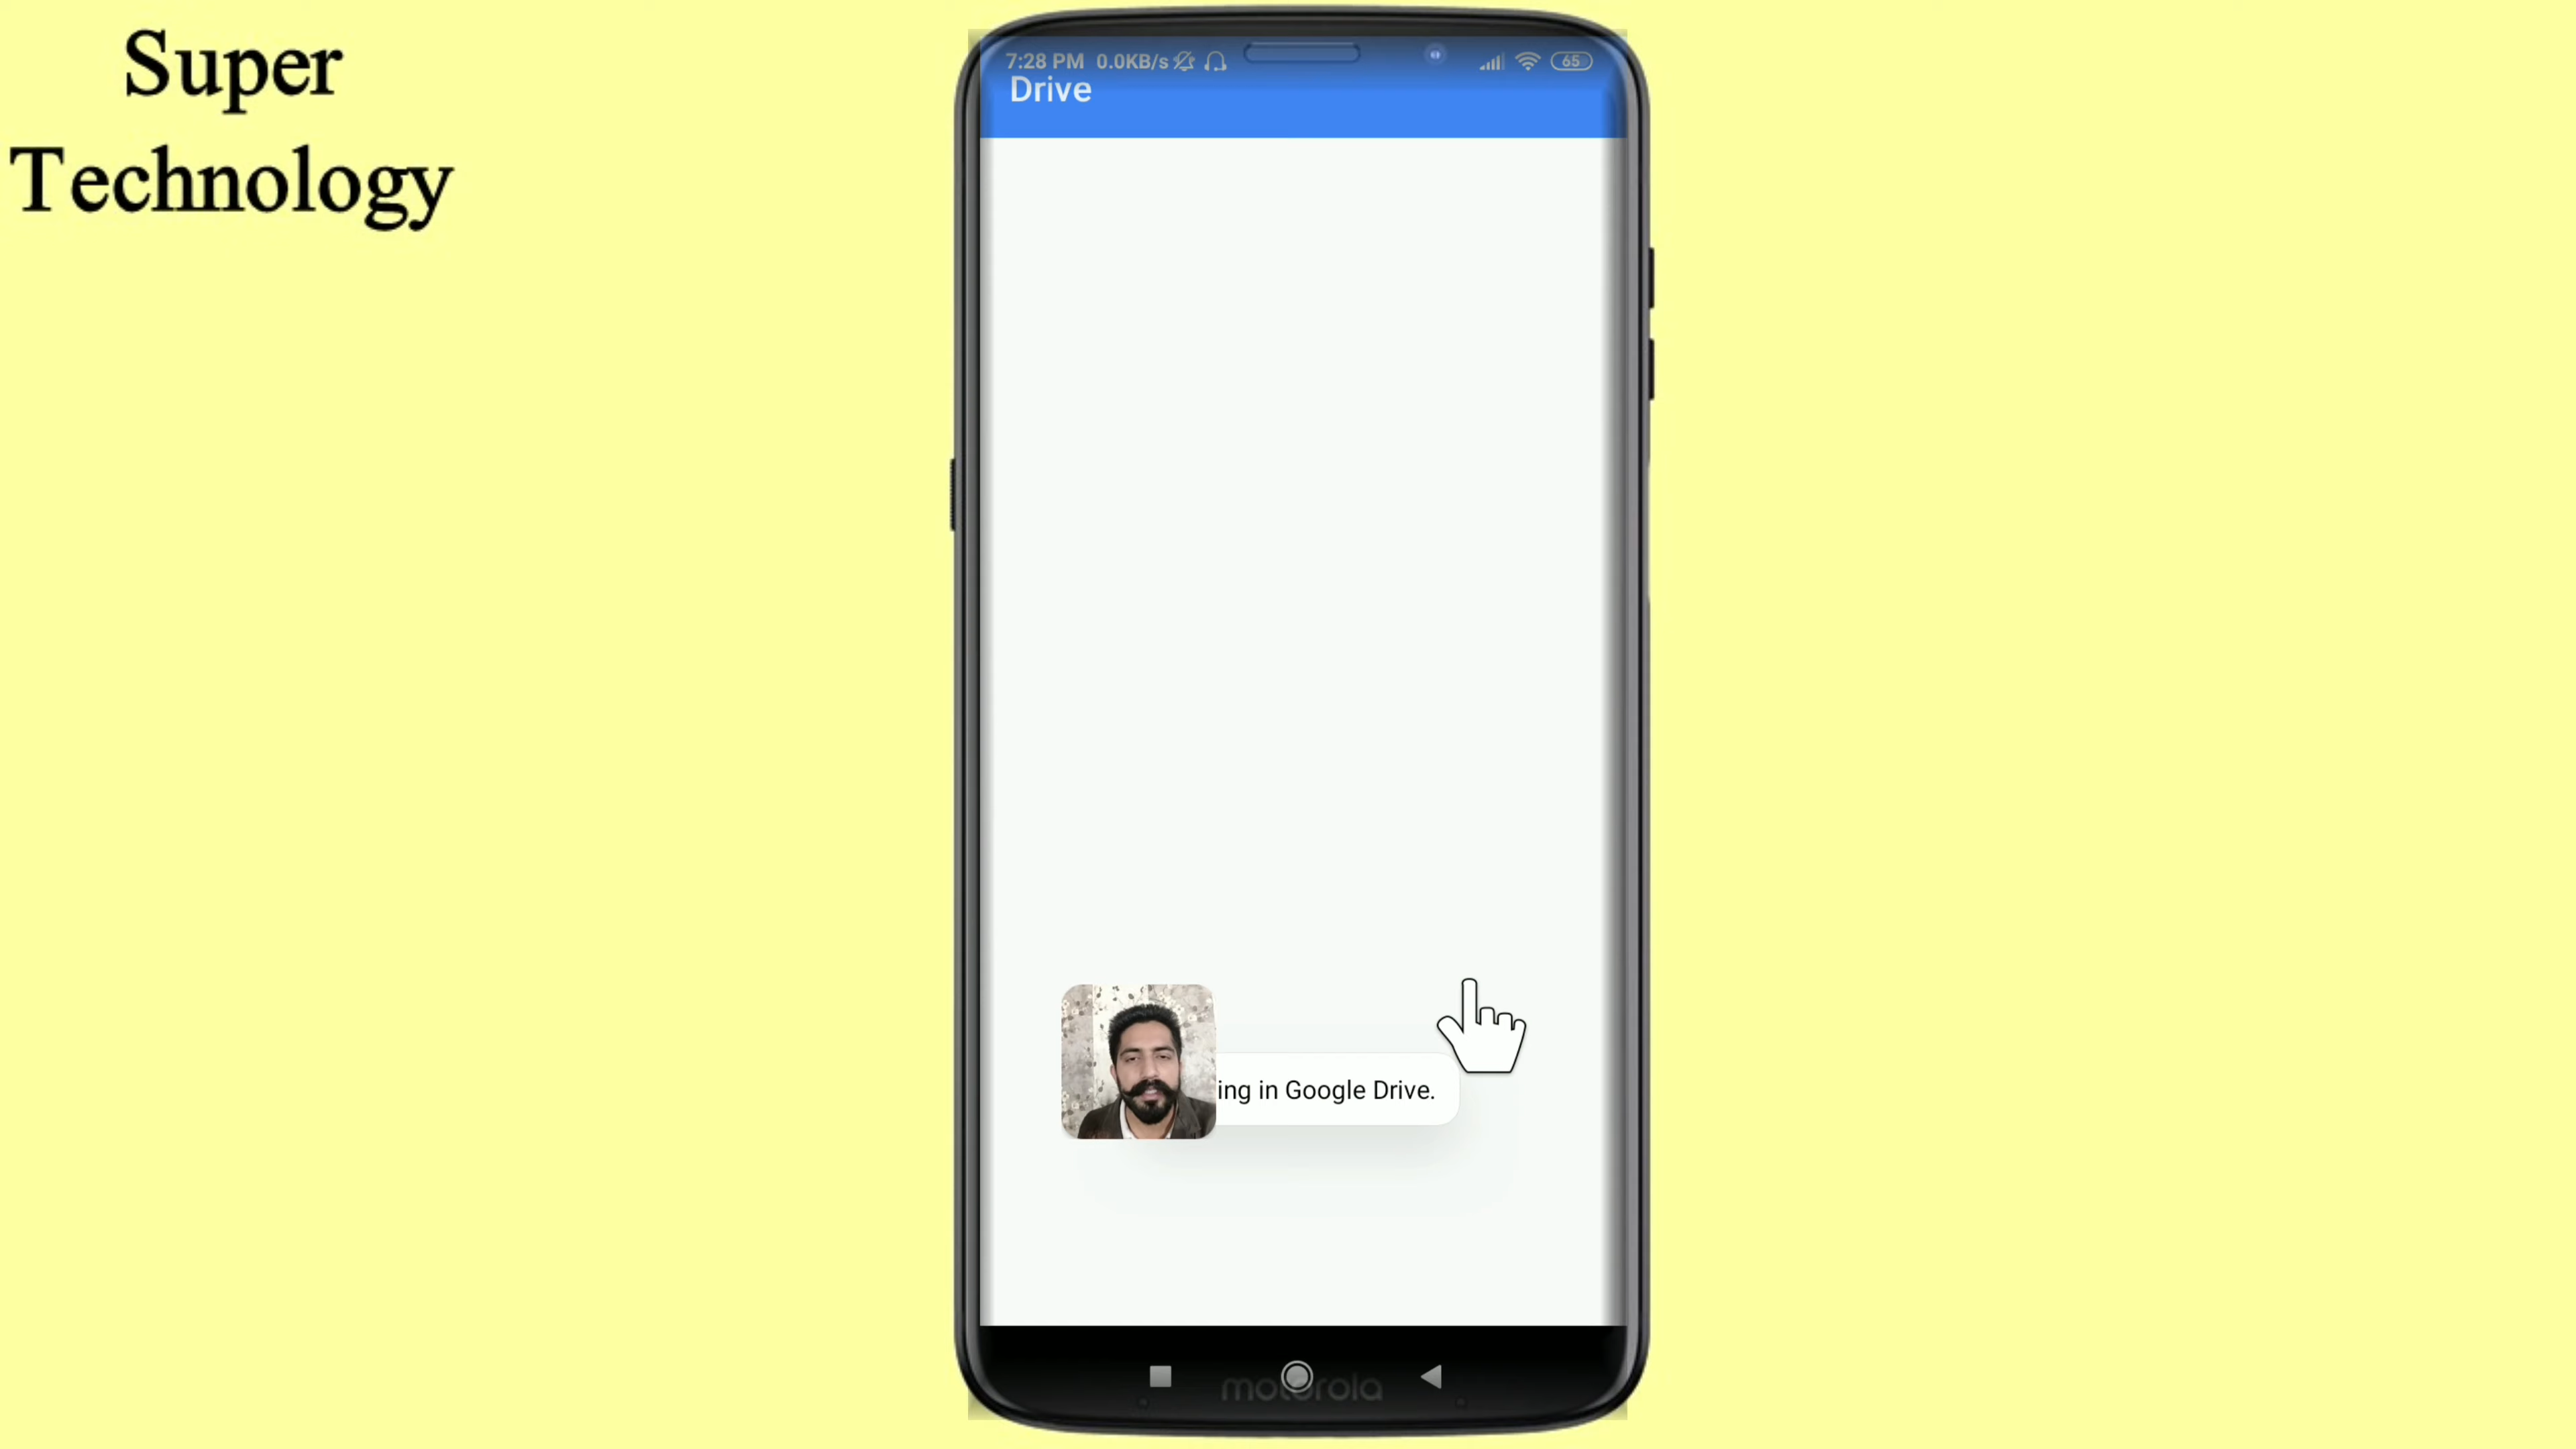 Super
Technology
7:28 PM 0.0KB/s 65
Drive
ing in Google Drive.
motorola